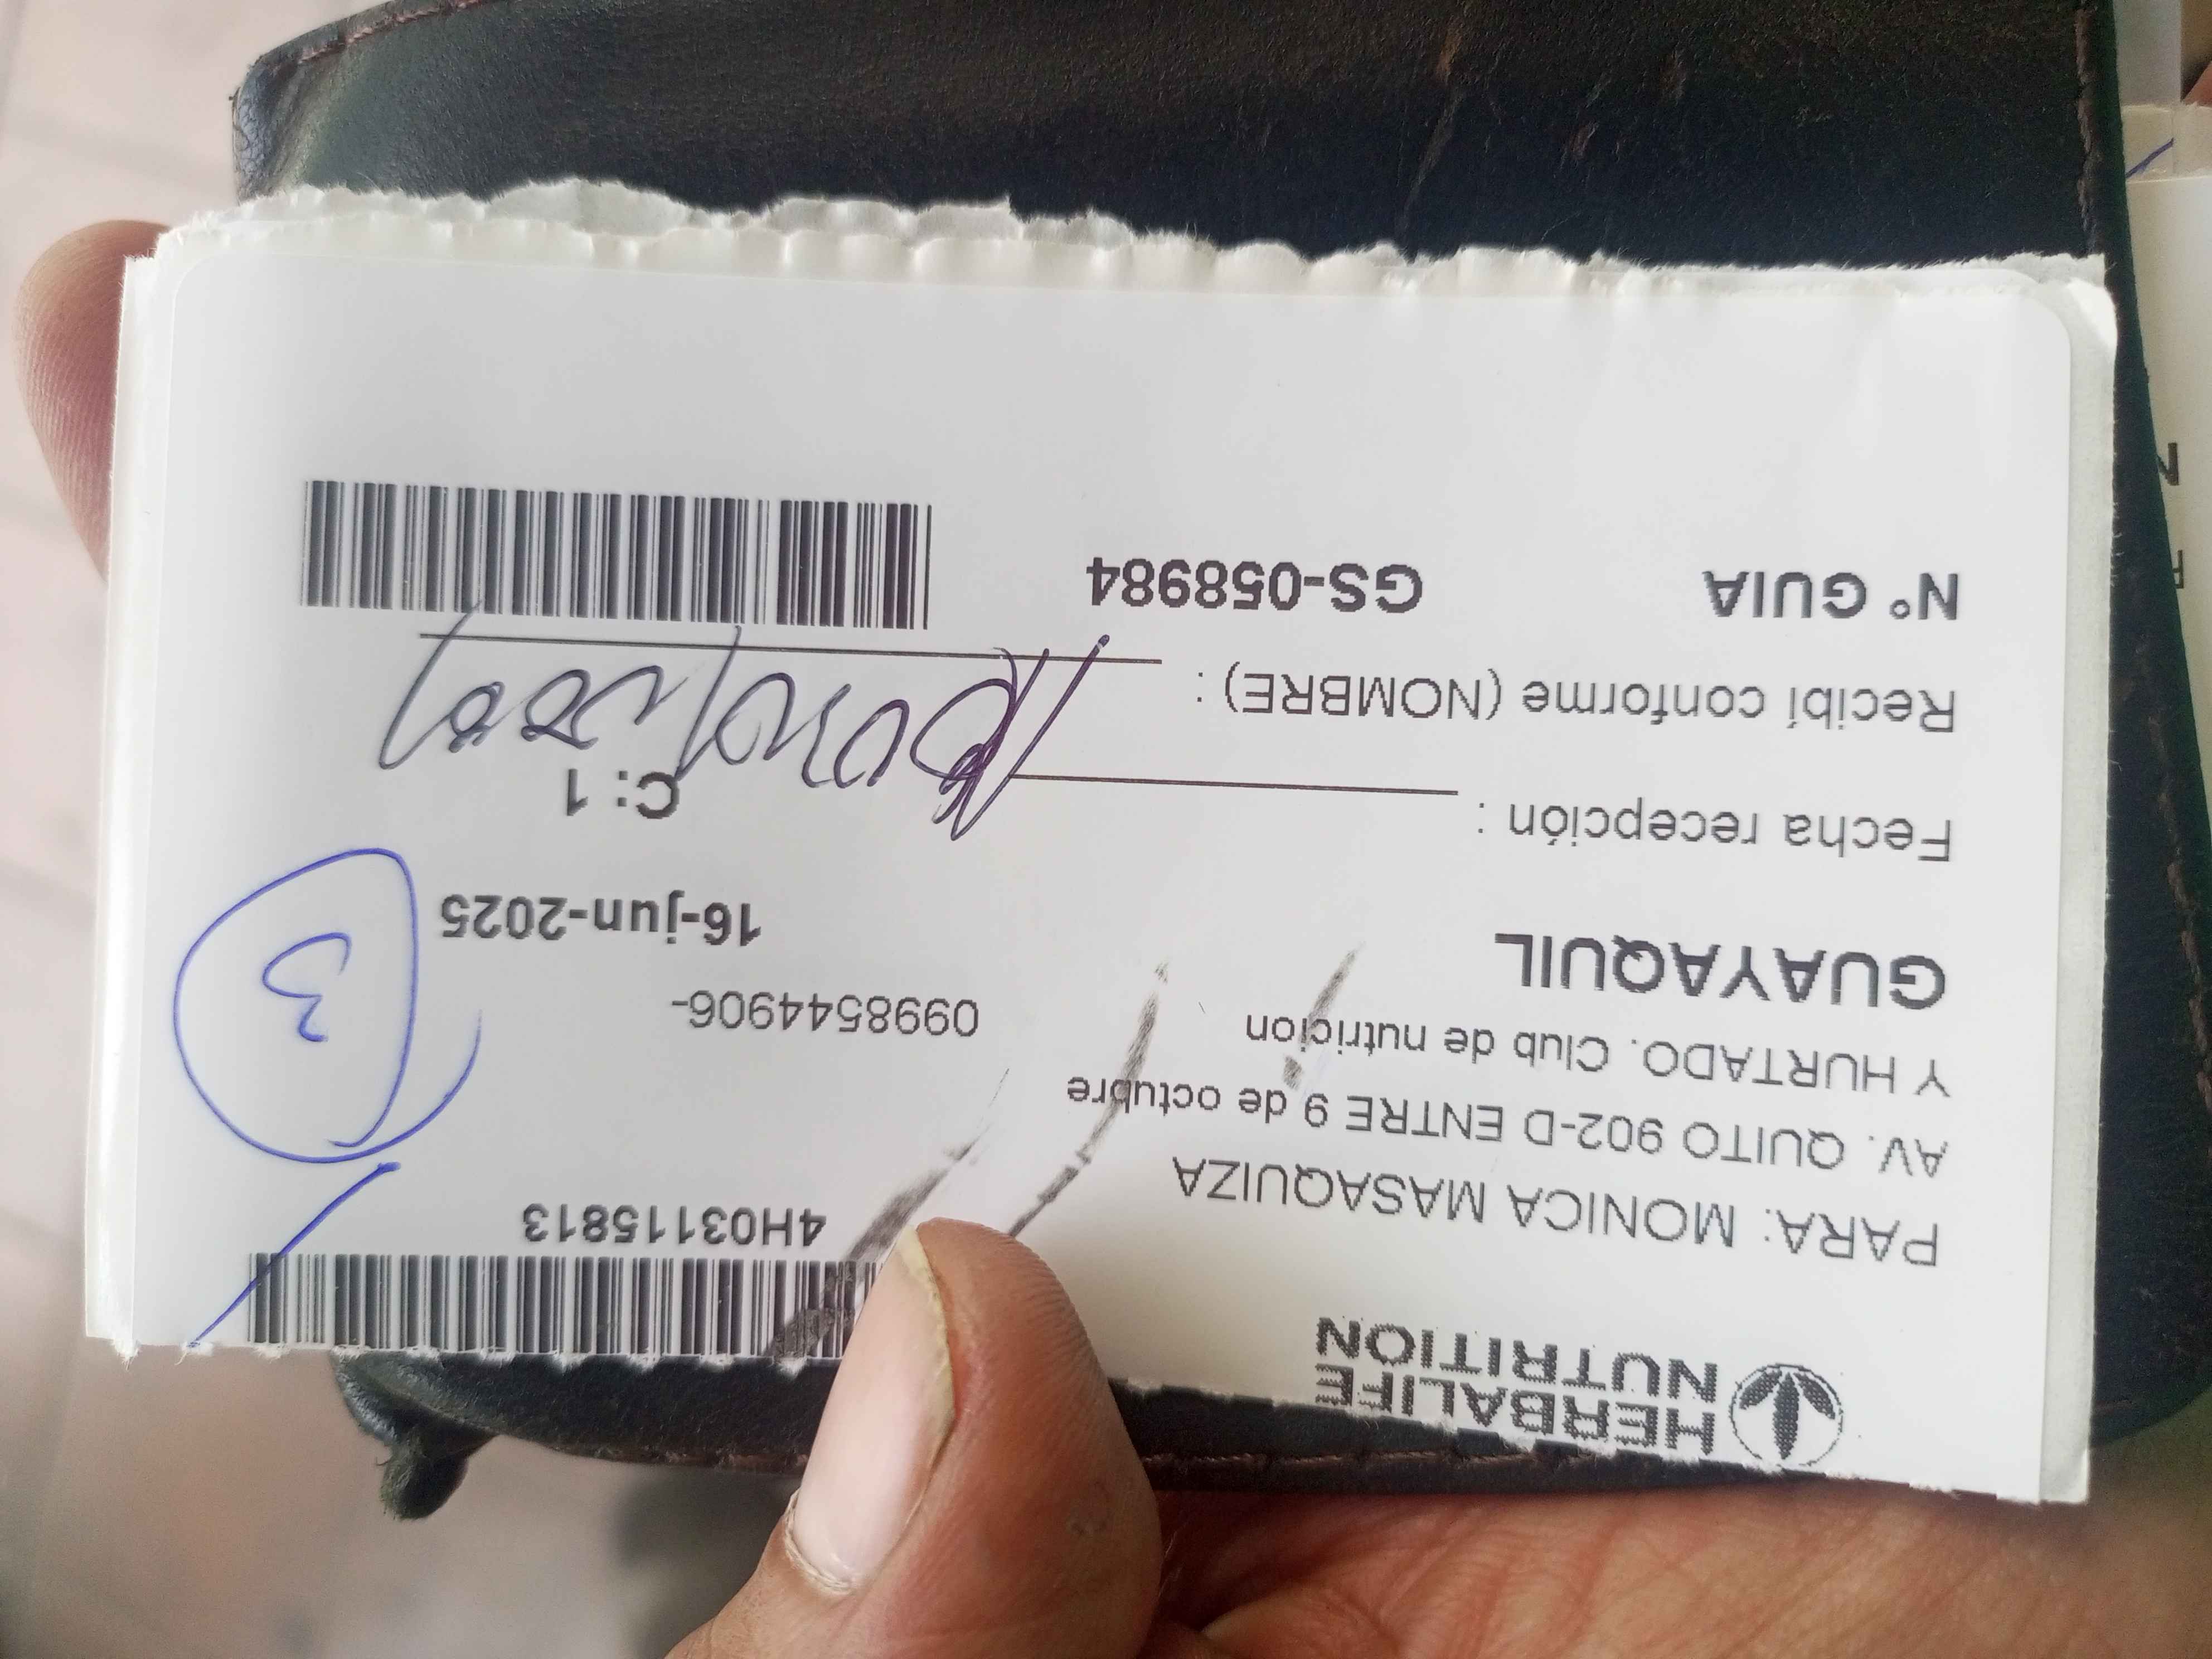 HERBALIFE
NUTRITION
4H03115813
PARA: MONICA MASAQUIZA
AV. QUITO 902-D ENTRE 9 de octubre
Y HURTADO. Club de nutricion
0998544906-
GUAYAQUIL
16-jun-2025
3
Fecha recepción :
C: 1
Recibí conforme (NOMBRE) :
N° GUIA GS-058984